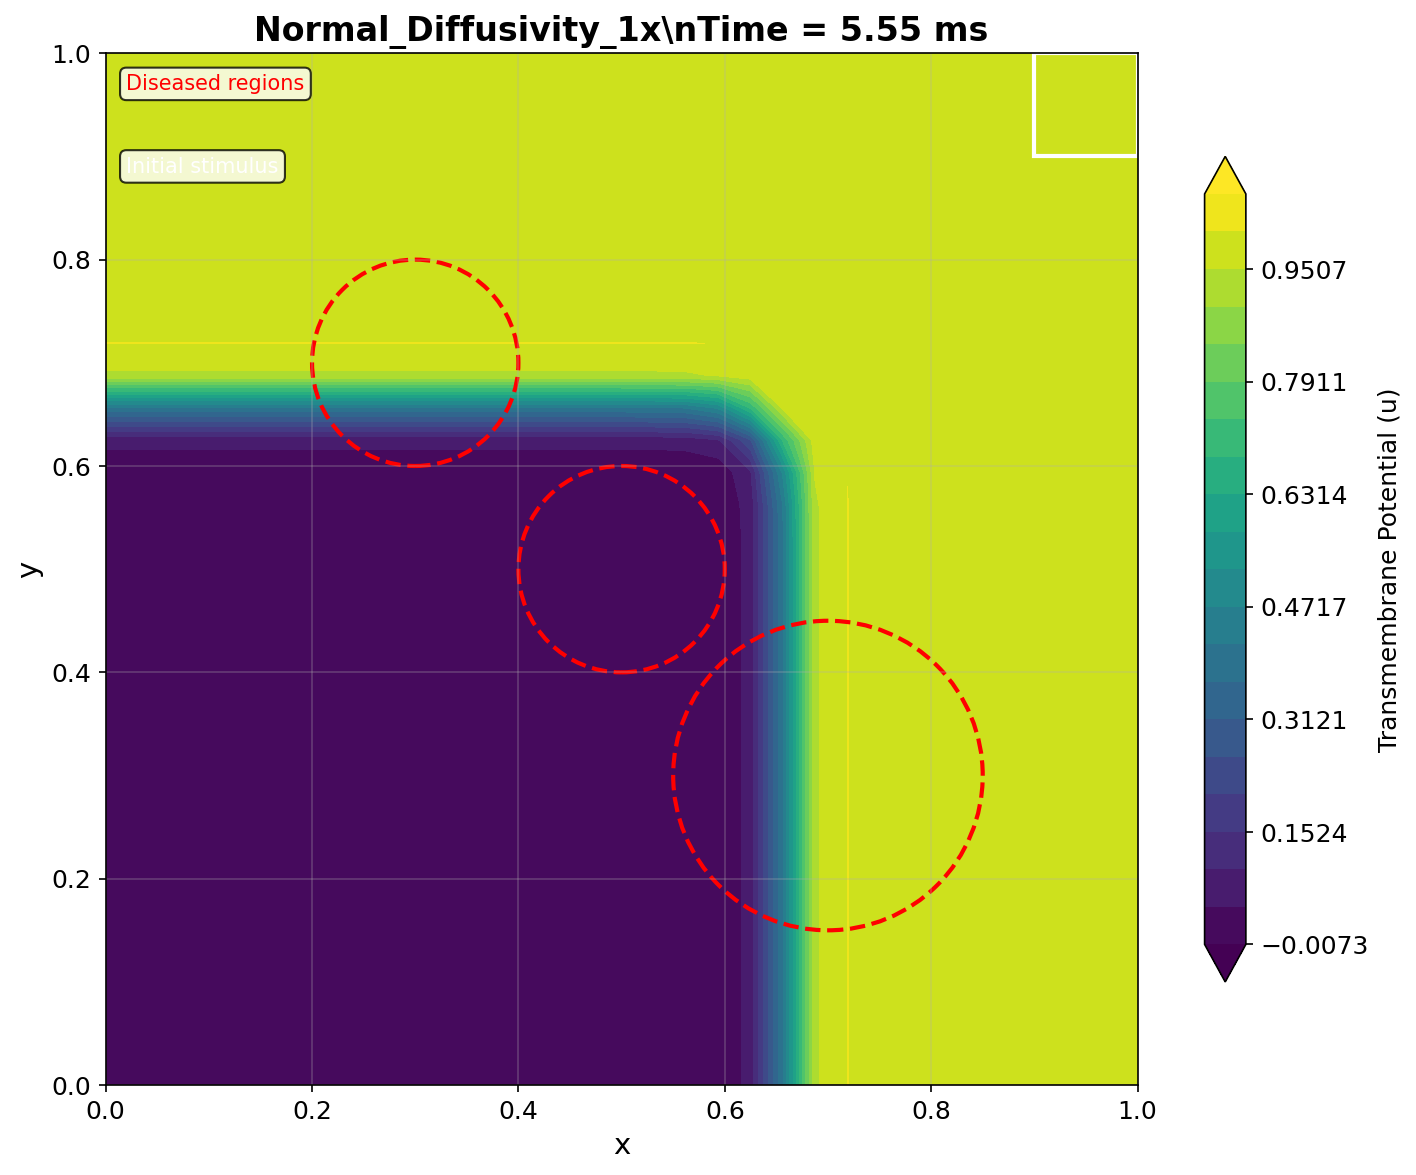 Normal_Diffusivity_1x\nTime = 5.55 ms
Diseased regions
Initial stimulus
1.0
0.8
0.6
0.4
0.2
0.0
y
0.0 0.2 0.4 0.6 0.8 1.0
x
0.9507
0.7911
0.6314
0.4717
0.3121
0.1524
−0.0073
Transmembrane Potential (u)